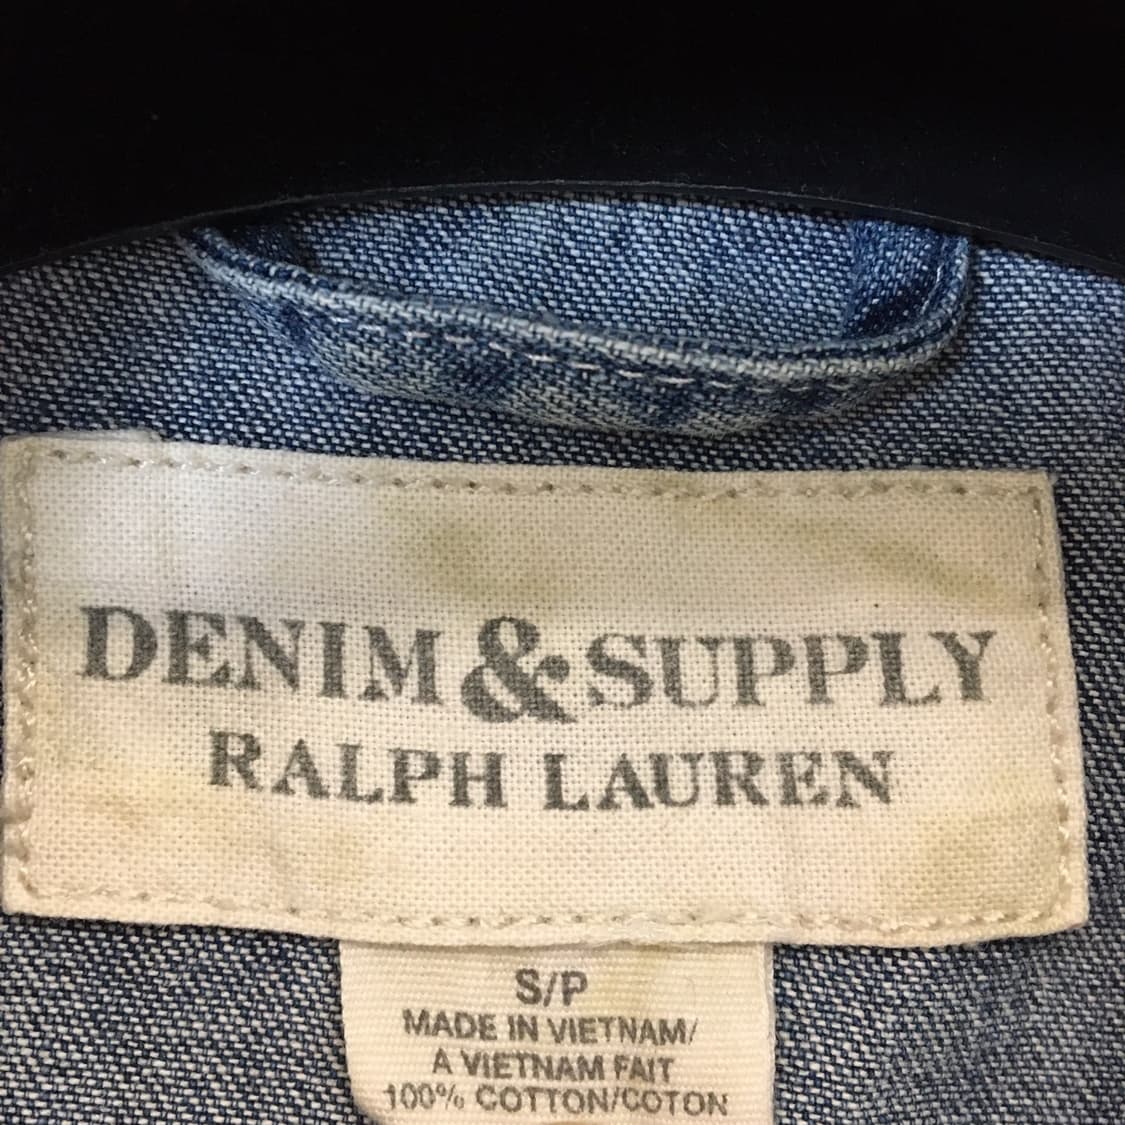 DENIM & SUPPLY
RALPH LAUREN
S/P
MADE IN VIETNAM/
A VIETNAM FAIT
100% COTTON/COTON